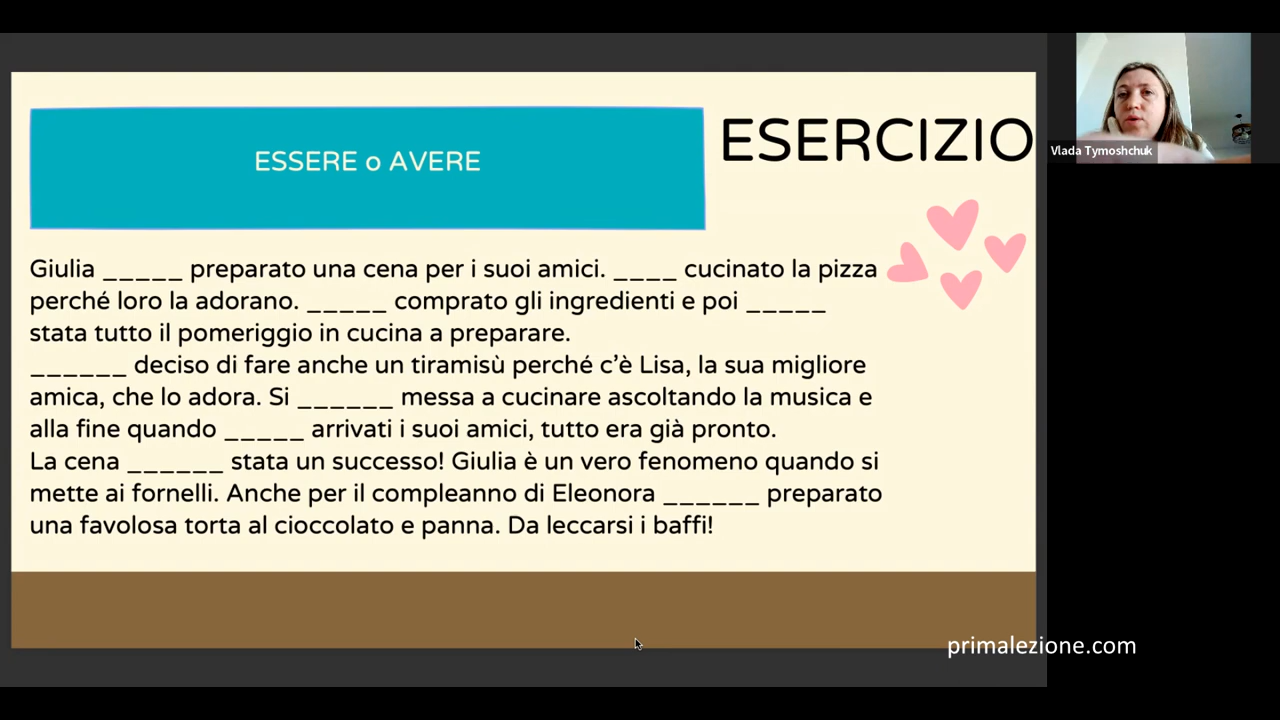 ESSERE o AVERE
ESERCIZIO
Vlada Tymoshchuk
Giulia _____ preparato una cena per i suoi amici. ____ cucinato la pizza
perché loro la adorano. _____ comprato gli ingredienti e poi _____
stata tutto il pomeriggio in cucina a preparare.
______ deciso di fare anche un tiramisù perché c’è Lisa, la sua migliore
amica, che lo adora. Si ______ messa a cucinare ascoltando la musica e
alla fine quando _____ arrivati i suoi amici, tutto era già pronto.
La cena ______ stata un successo! Giulia è un vero fenomeno quando si
mette ai fornelli. Anche per il compleanno di Eleonora ______ preparato
una favolosa torta al cioccolato e panna. Da leccarsi i baffi!
primalezione.com